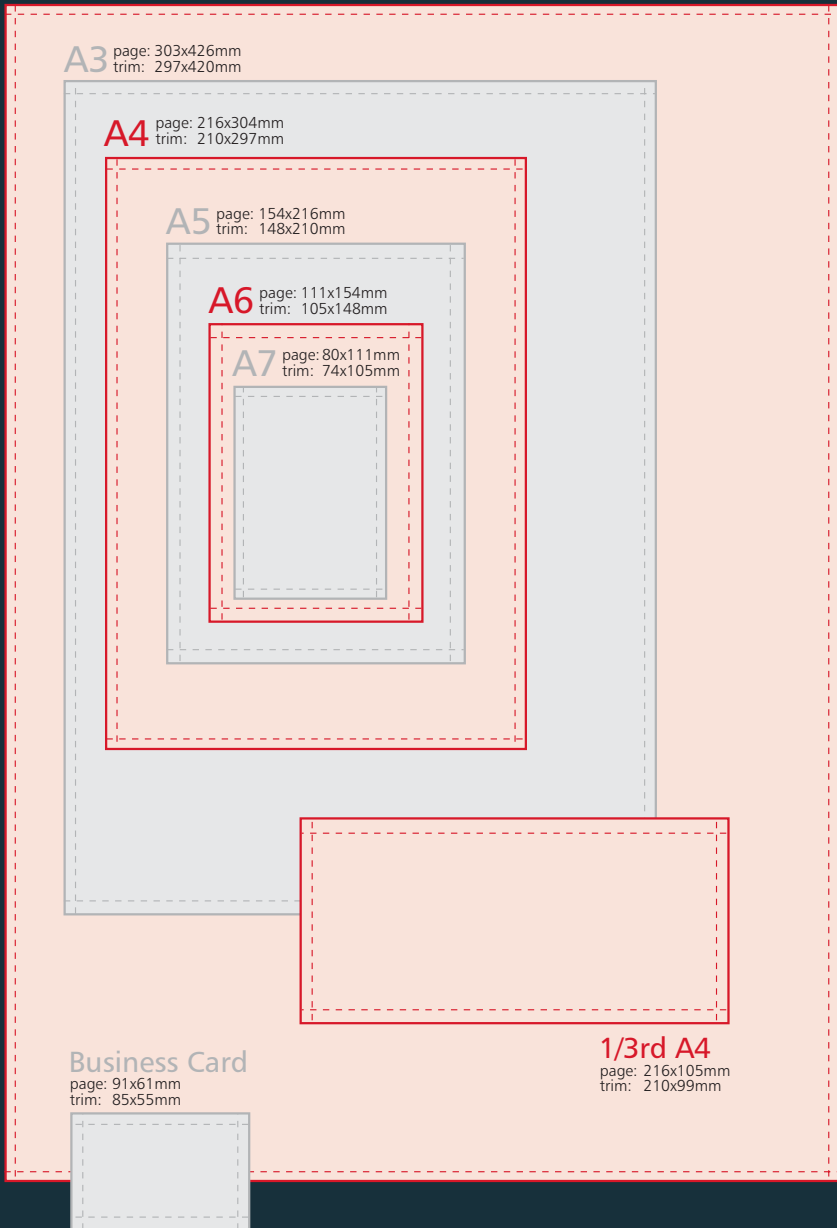 A3 page: 303x426mm
trim: 297x420mm
A4 page: 216x304mm
trim: 210x297mm
A5 page: 154x216mm
trim: 148x210mm
A6 page: 111x154mm
trim: 105x148mm
A7 page: 80x111mm
trim: 74x105mm
1/3rd A4
page: 216x105mm
trim: 210x99mm
Business Card
page: 91x61mm
trim: 85x55mm